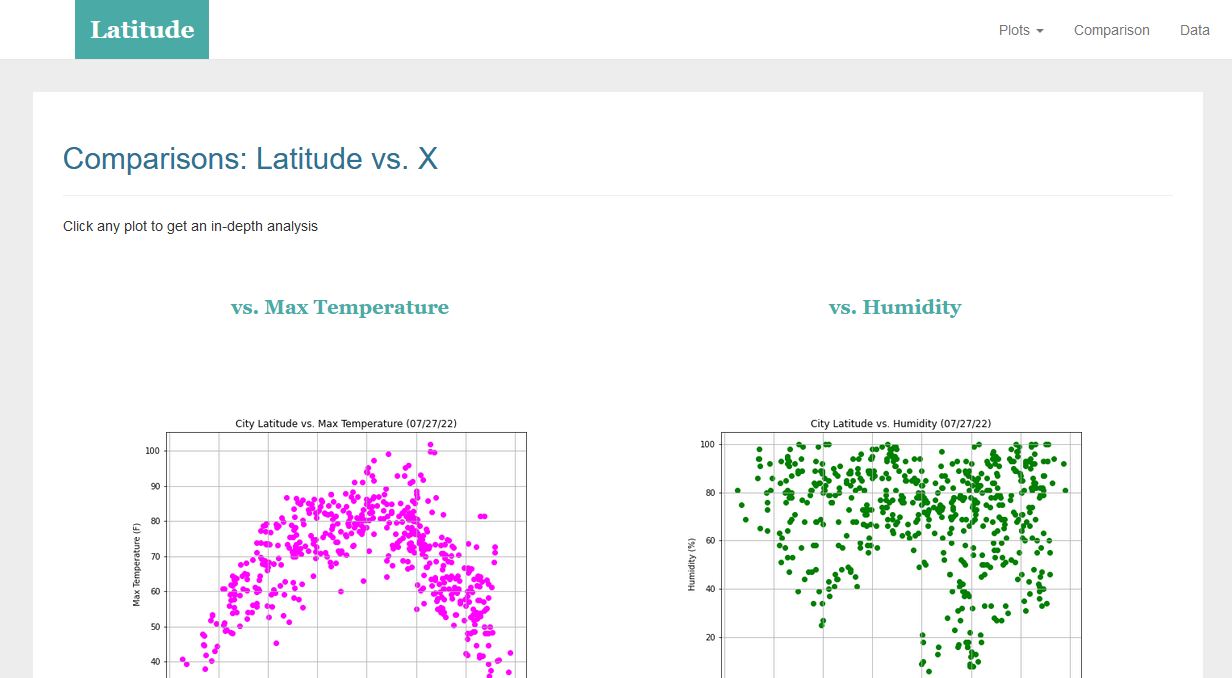 Latitude
Plots
Comparison
Data
Comparisons: Latitude vs. X
Click any plot to get an in-depth analysis
vs. Max Temperature
vs. Humidity
City Latitude vs. Max Temperature (07/27/22)
100
90
80
70
60
50
40
Max Temperature (F)
City Latitude vs. Humidity (07/27/22)
100
80
60
40
20
Humidity (%)